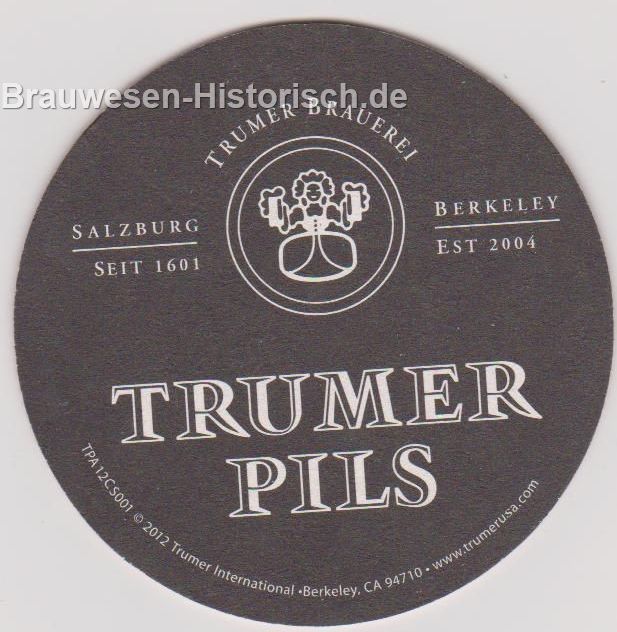 Brauwesen-Historisch.de
TRUMER BRAUEREI
SALZBURG
SEIT 1601
BERKELEY
EST 2004
TRUMER
PILS
TPA12CS001 © 2012 Trumer International •Berkeley, CA 94710 • www.trumerusa.com